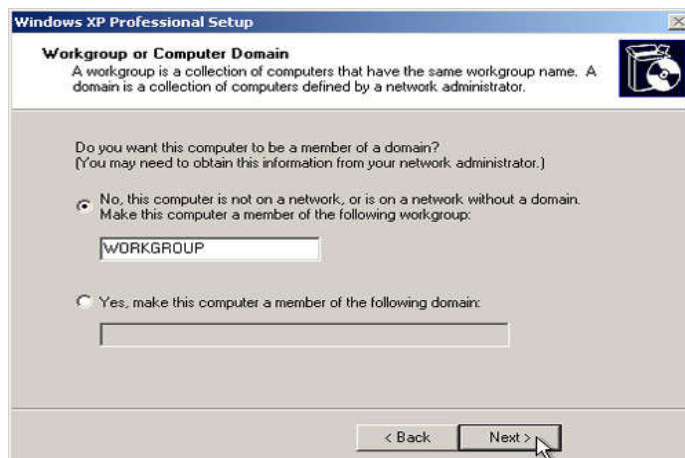 Windows XP Professional Setup
Workgroup or Computer Domain
A workgroup is a collection of computers that have the same workgroup name. A
domain is a collection of computers defined by a network administrator.
Do you want this computer to be a member of a domain?
(You may need to obtain this information from your network administrator.)
No, this computer is not on a network, or is on a network without a domain.
Make this computer a member of the following workgroup:
WORKGROUP
Yes, make this computer a member of the following domain:
< Back Next >